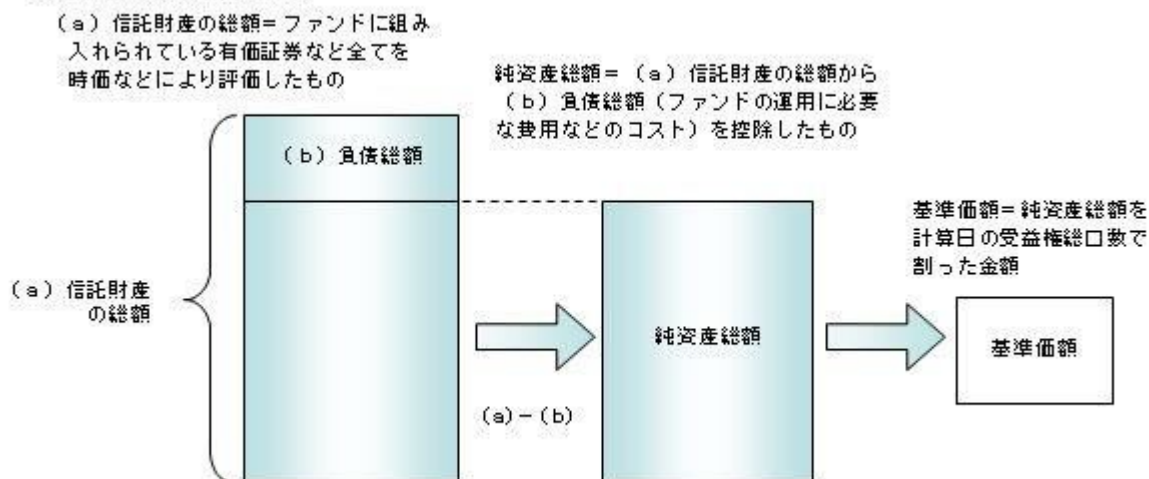 (a)信託財産の総額=ファンドに組み
入れられている有価証券など全てを
時価などにより評価したもの
純資産総額=(a)信託財産の総額から
(b)負債総額(ファンドの運用に必要
な費用などのコスト)を控除したもの
(b)負債総額
基準価額=純資産総額を
計算日の受益権総口数で
割った金額
(a)信託財産
の総額
純資産総額
基準価額
(a)-(b)